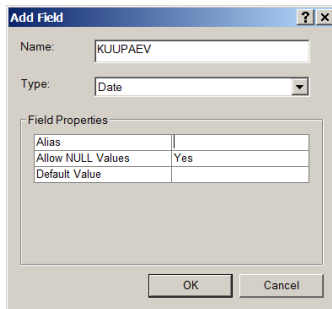 Add Field
Name: KUUPAEV
Type: Date
Field Properties
Alias
Allow NULL Values Yes
Default Value
OK Cancel